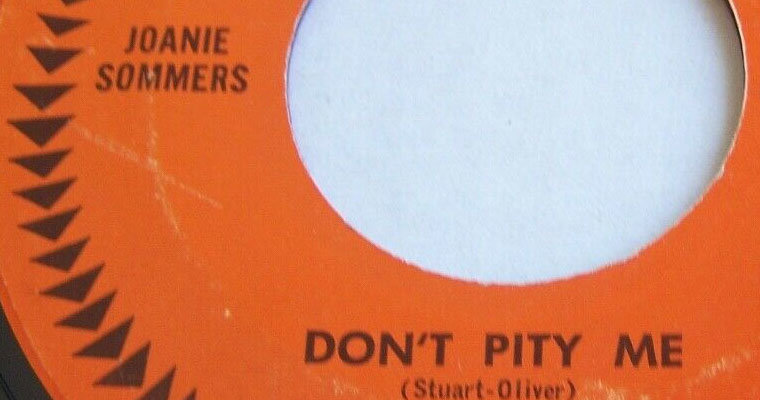 JOANIE
SOMMERS
DON'T PITY ME
(Stuart-Oliver)